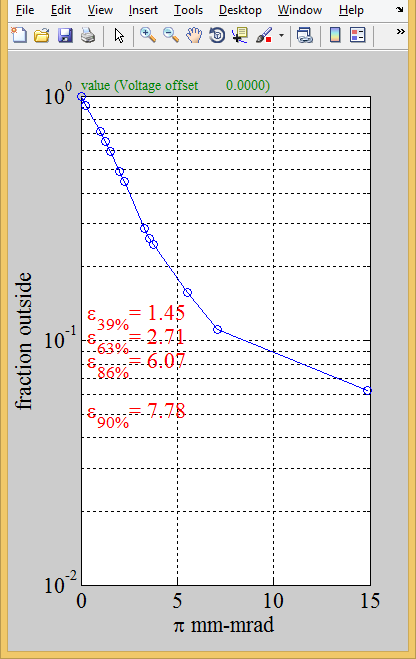 File Edit View Insert Tools Desktop Window Help
value (Voltage offset 0.0000)
10^0
ε39% = 1.45
10^-1
ε63% = 2.71
ε86% = 6.07
ε90% = 7.78
fraction outside
10^-2
0 5 10 15
π mm-mrad